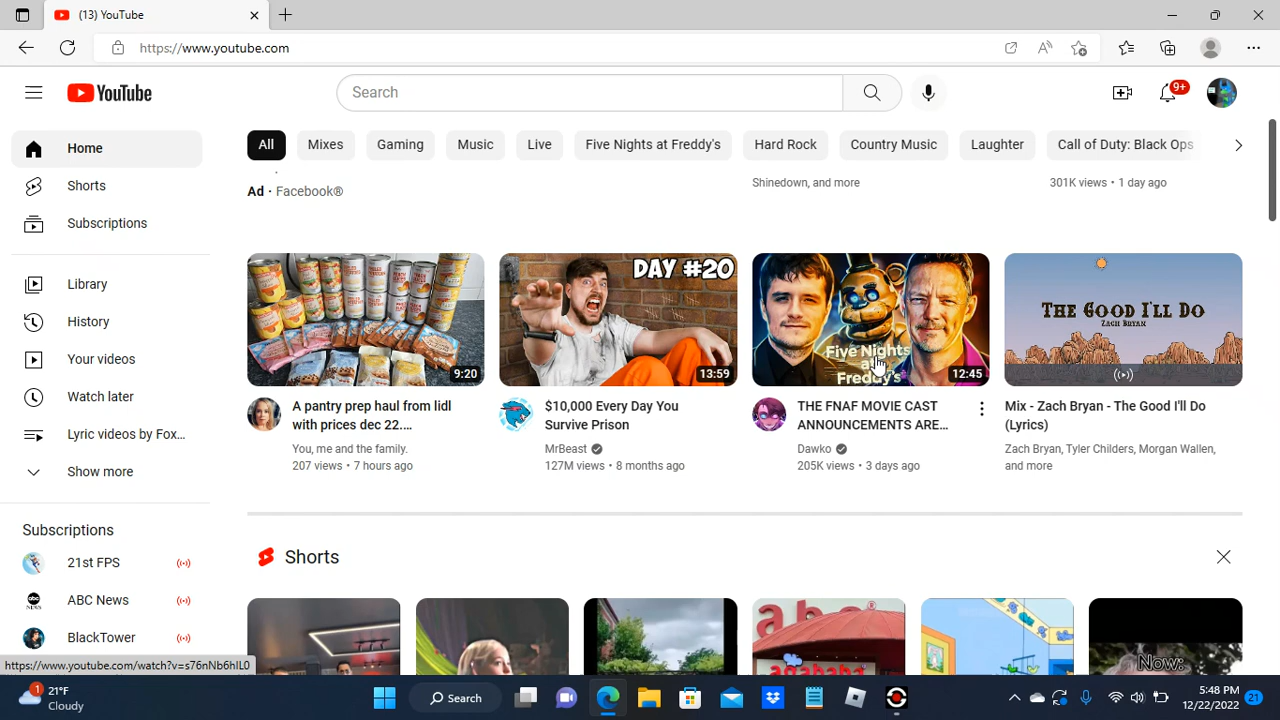 (13) YouTube
https://www.youtube.com
YouTube
Search
9+
Home
Shorts
Subscriptions
Library
History
Your videos
Watch later
Lyric videos by Fox...
Show more
Subscriptions
21st FPS
ABC News
BlackTower
All
Mixes
Gaming
Music
Live
Five Nights at Freddy's
Hard Rock
Country Music
Laughter
Call of Duty: Black Ops
Ad · Facebook®
Shinedown, and more
301K views • 1 day ago
9:20
A pantry prep haul from lidl
with prices dec 22....
You, me and the family.
207 views • 7 hours ago
DAY #20
13:59
$10,000 Every Day You
Survive Prison
MrBeast
127M views • 8 months ago
Five Nights
at
Freddy's
12:45
THE FNAF MOVIE CAST
ANNOUNCEMENTS ARE...
Dawko
205K views • 3 days ago
THE GOOD I'LL DO
ZACH BRYAN
Mix - Zach Bryan - The Good I'll Do
(Lyrics)
Zach Bryan, Tyler Childers, Morgan Wallen,
and more
Shorts
Now:
https://www.youtube.com/watch?v=s76nNb6hIL0
1
21°F
Cloudy
Search
5:48 PM
12/22/2022
21